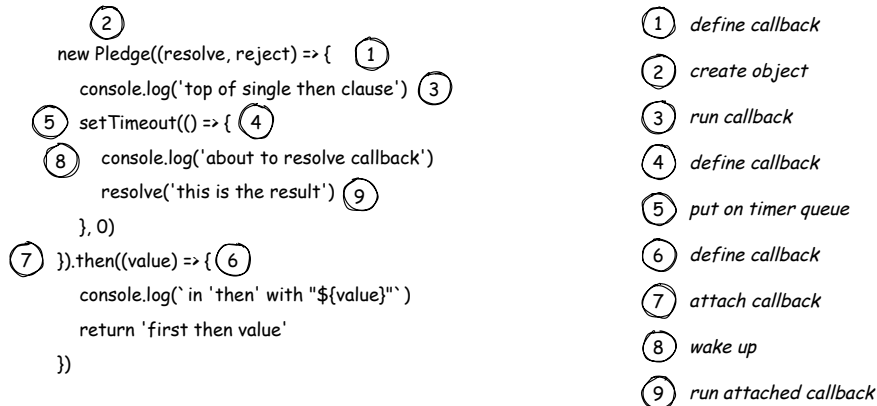 2
new Pledge((resolve, reject) => { 1
console.log('top of single then clause') 3
5 setTimeout(() => { 4
8 console.log('about to resolve callback')
resolve('this is the result') 9
}, 0)
7 }).then((value) => { 6
console.log(`in 'then' with "${value}"`)
return 'first then value'
})
1 define callback
2 create object
3 run callback
4 define callback
5 put on timer queue
6 define callback
7 attach callback
8 wake up
9 run attached callback